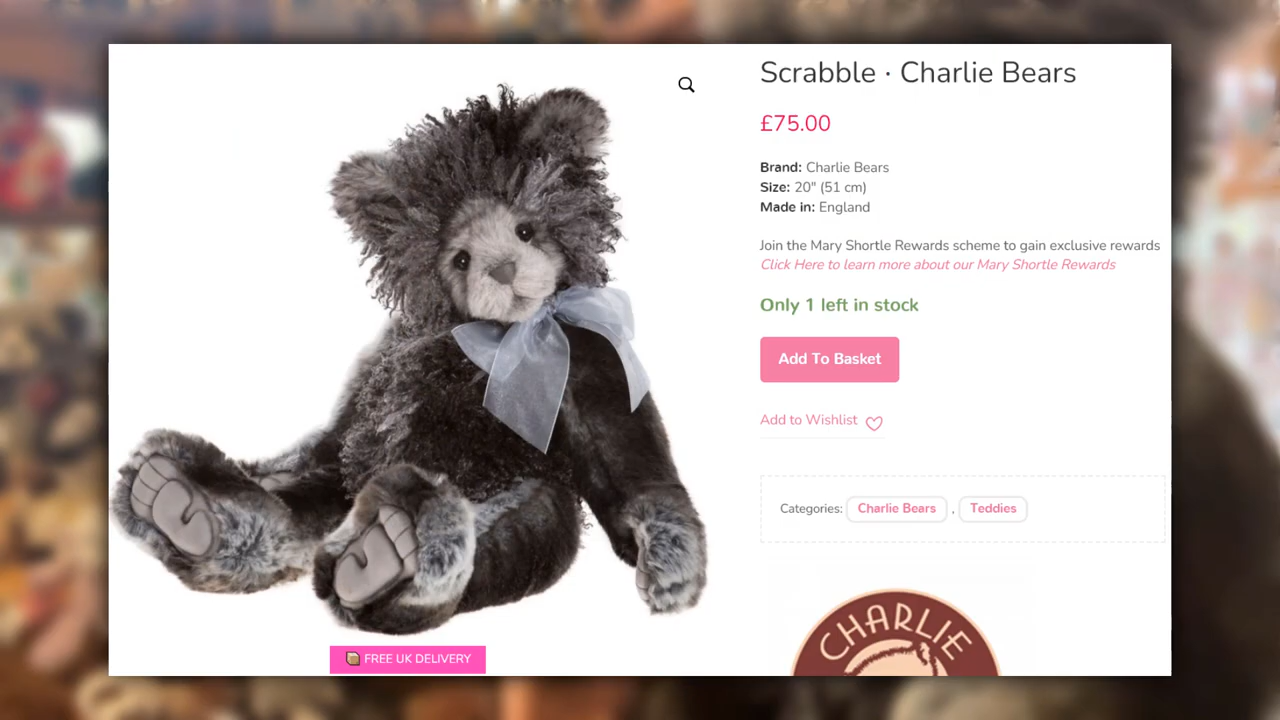 Scrabble · Charlie Bears
£75.00
Brand: Charlie Bears
Size: 20" (51 cm)
Made in: England
Join the Mary Shortle Rewards scheme to gain exclusive rewards
Click Here to learn more about our Mary Shortle Rewards
Only 1 left in stock
Add To Basket
Add to Wishlist
Categories: Charlie Bears , Teddies
CHARLIE
FREE UK DELIVERY